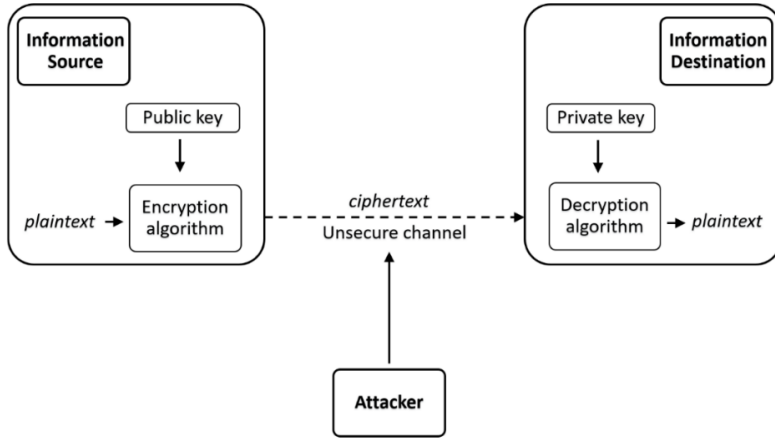 Information
Source
Public key
plaintext
Encryption
algorithm
ciphertext
Unsecure channel
Information
Destination
Private key
Decryption
algorithm
plaintext
Attacker